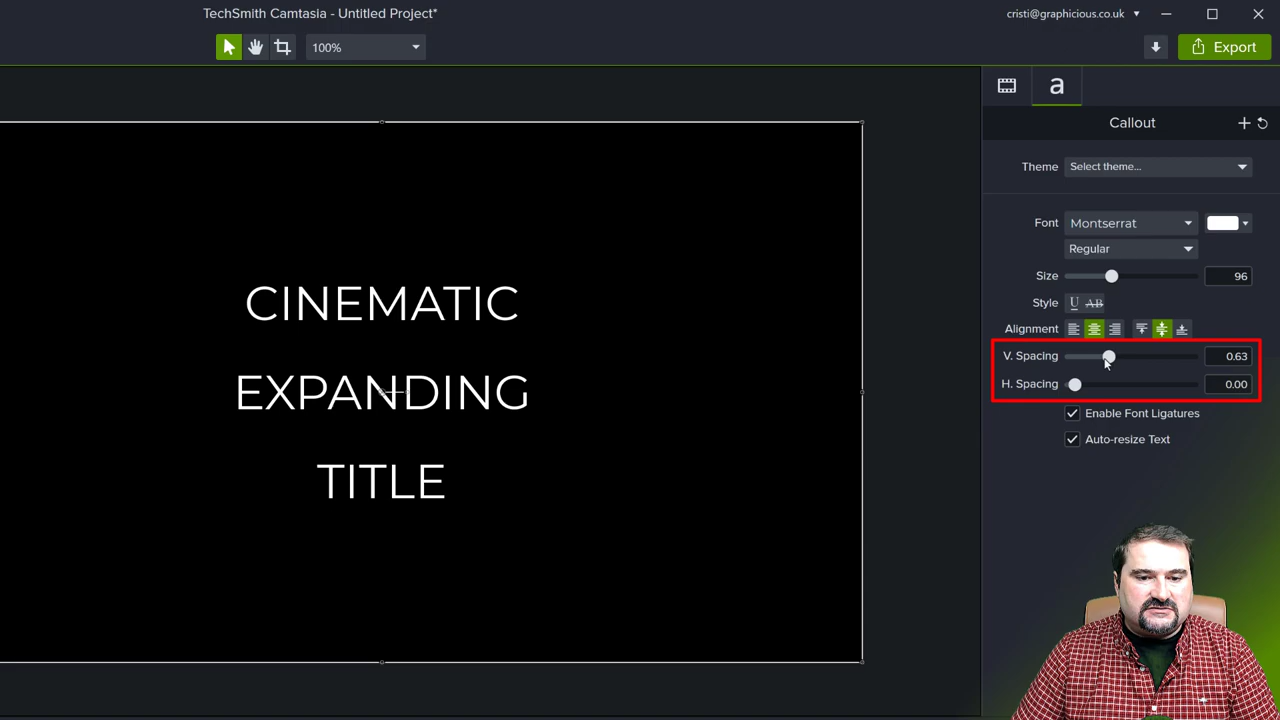 TechSmith Camtasia - Untitled Project*
cristi@graphicious.co.uk
100%
Export
a
Callout
Theme Select theme...
Font Montserrat
Regular
Size 96
Style U AB
Alignment
V. Spacing 0.63
H. Spacing 0.00
Enable Font Ligatures
Auto-resize Text
CINEMATIC
EXPANDING
TITLE